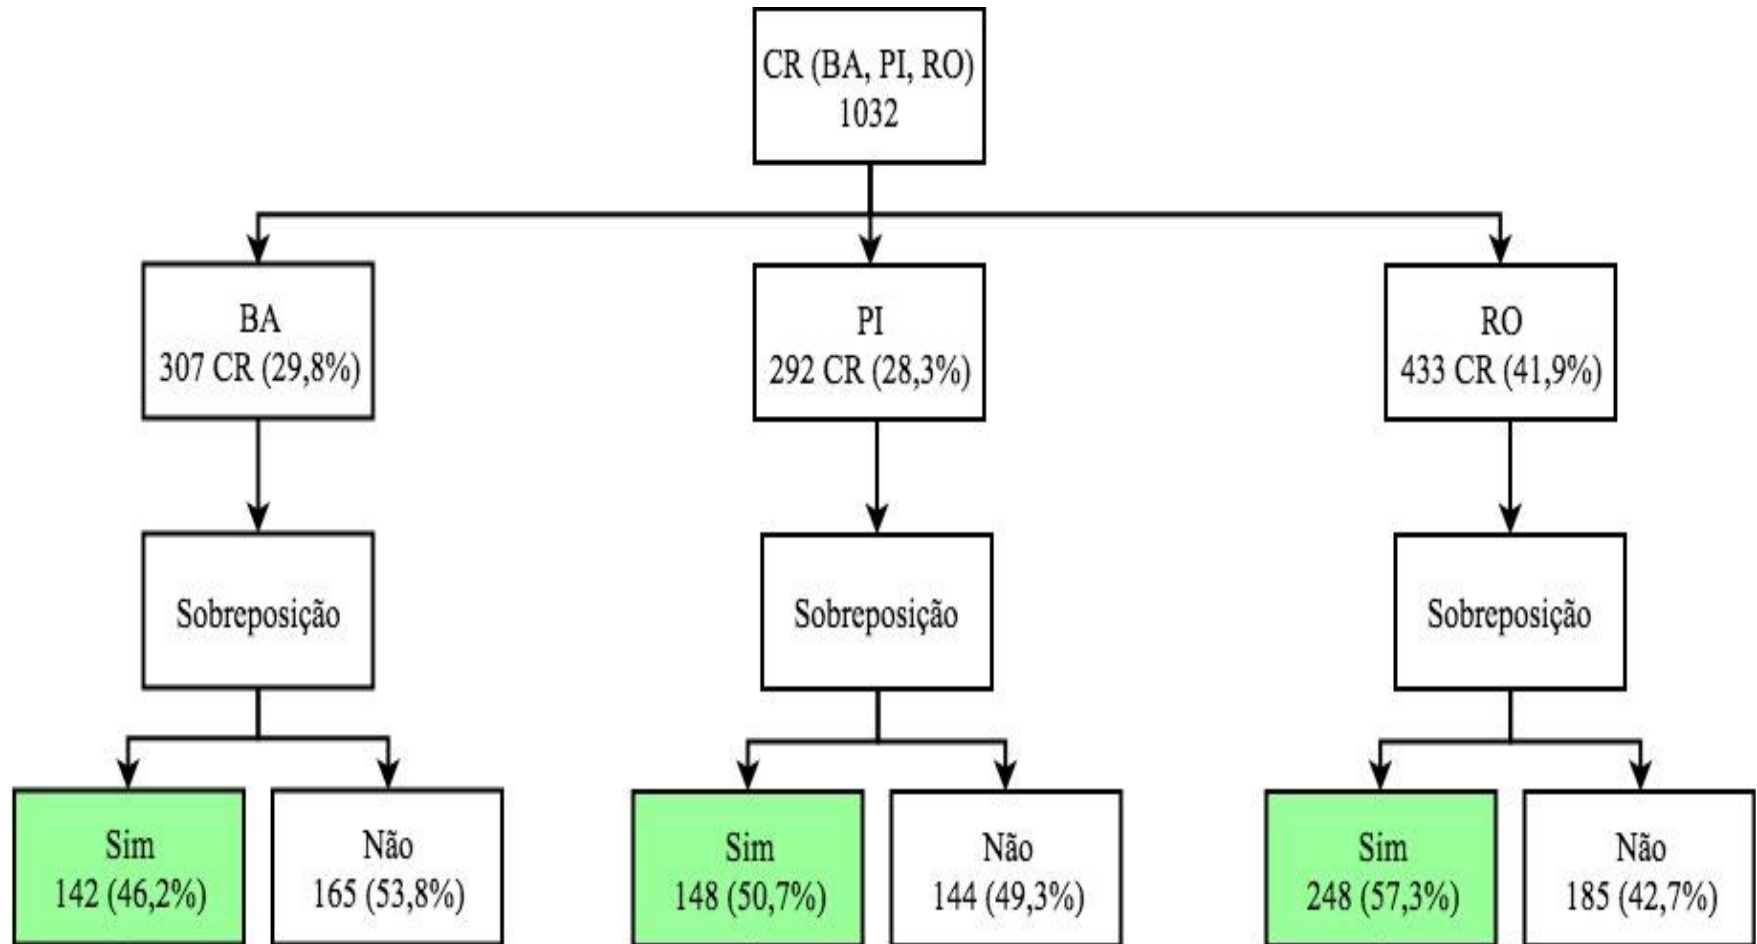 CR (BA, PI, RO)
1032
BA
307 CR (29,8%)
PI
292 CR (28,3%)
RO
433 CR (41,9%)
Sobreposição
Sobreposição
Sobreposição
Sim
142 (46,2%)
Não
165 (53,8%)
Sim
148 (50,7%)
Não
144 (49,3%)
Sim
248 (57,3%)
Não
185 (42,7%)